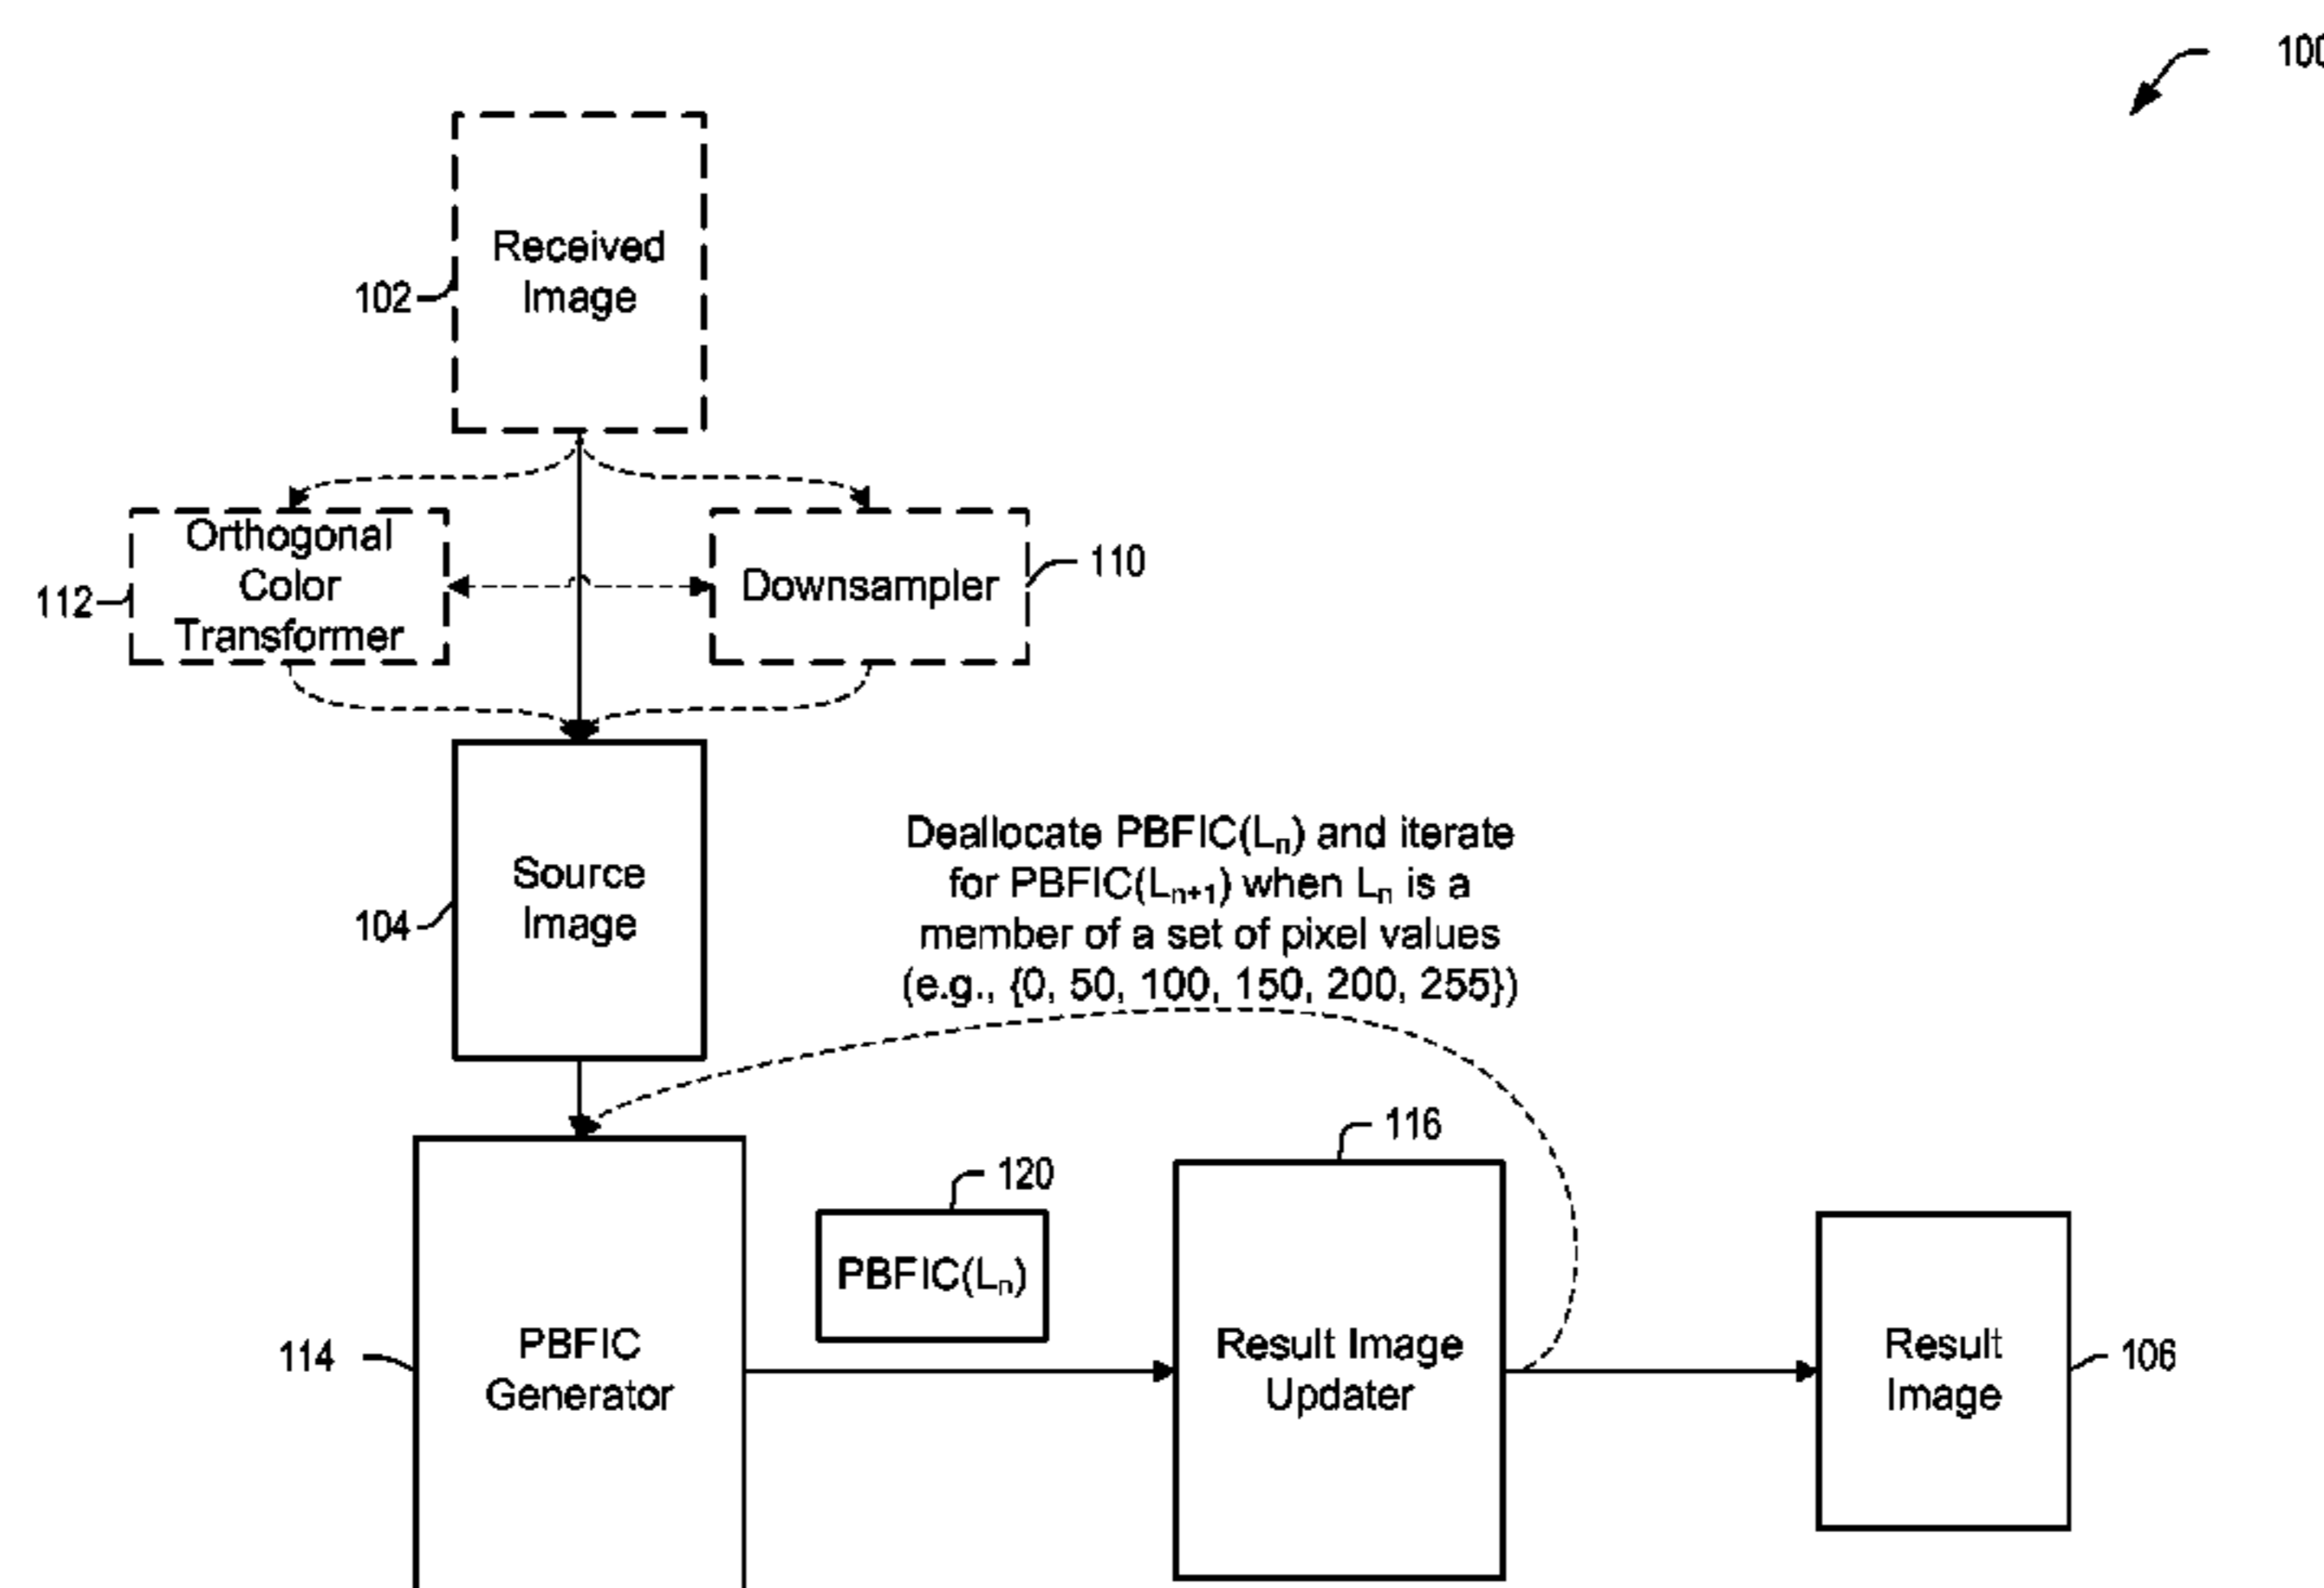 100
Received
Image
102
Orthogonal
Color
Transformer
112
Downsampler
110
Source
Image
104
Deallocate PBFIC(Lₙ) and iterate
for PBFIC(Lₙ₊₁) when Lₙ is a
member of a set of pixel values
(e.g., {0, 50, 100, 150, 200, 255})
116
120
PBFIC(Lₙ)
114
PBFIC
Generator
Result Image
Updater
Result
Image
106